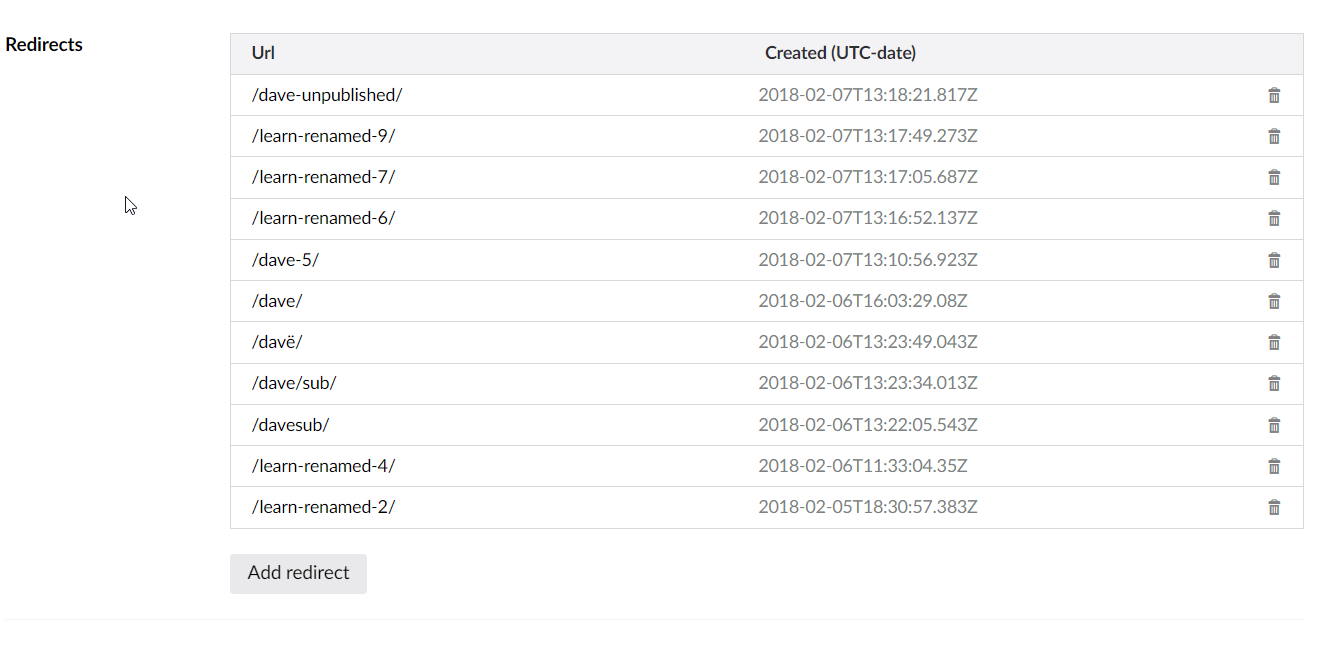 Redirects
Url Created (UTC-date)
/dave-unpublished/ 2018-02-07T13:18:21.817Z
/learn-renamed-9/ 2018-02-07T13:17:49.273Z
/learn-renamed-7/ 2018-02-07T13:17:05.687Z
/learn-renamed-6/ 2018-02-07T13:16:52.137Z
/dave-5/ 2018-02-07T13:10:56.923Z
/dave/ 2018-02-06T16:03:29.08Z
/davë/ 2018-02-06T13:23:49.043Z
/dave/sub/ 2018-02-06T13:23:34.013Z
/davesub/ 2018-02-06T13:22:05.543Z
/learn-renamed-4/ 2018-02-06T11:33:04.35Z
/learn-renamed-2/ 2018-02-05T18:30:57.383Z
Add redirect